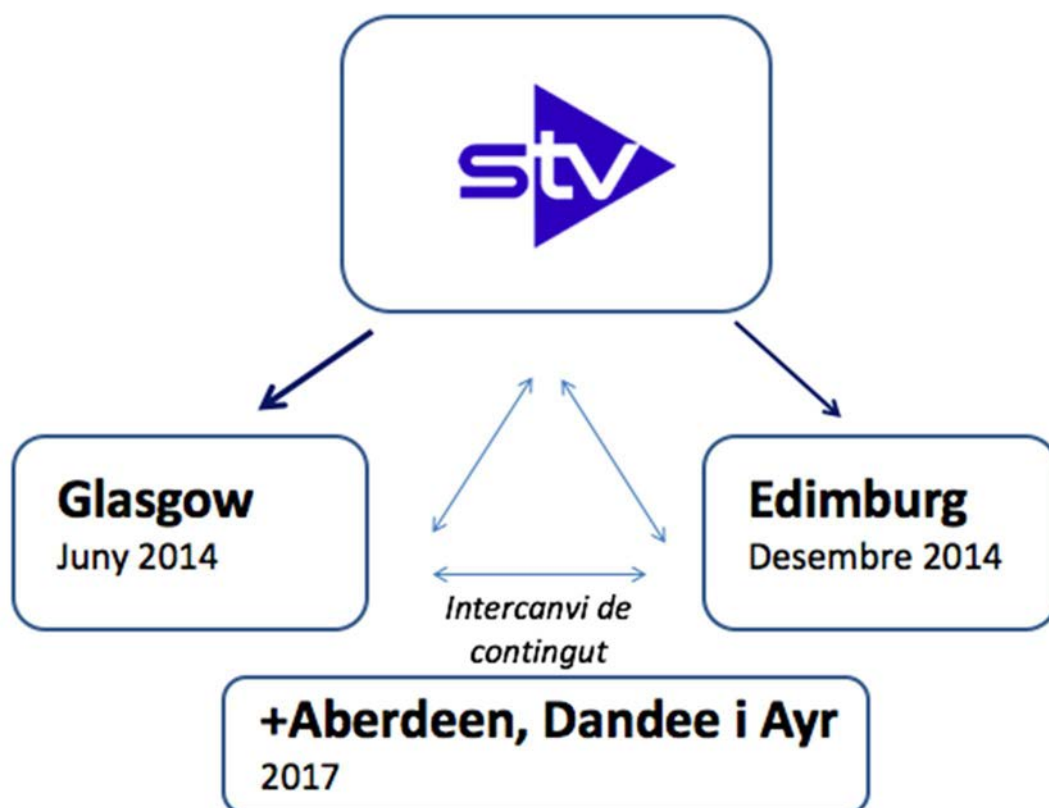 stv
Glasgow
Juny 2014
Edimburg
Desembre 2014
Intercanvi de
contingut
+Aberdeen, Dandee i Ayr
2017